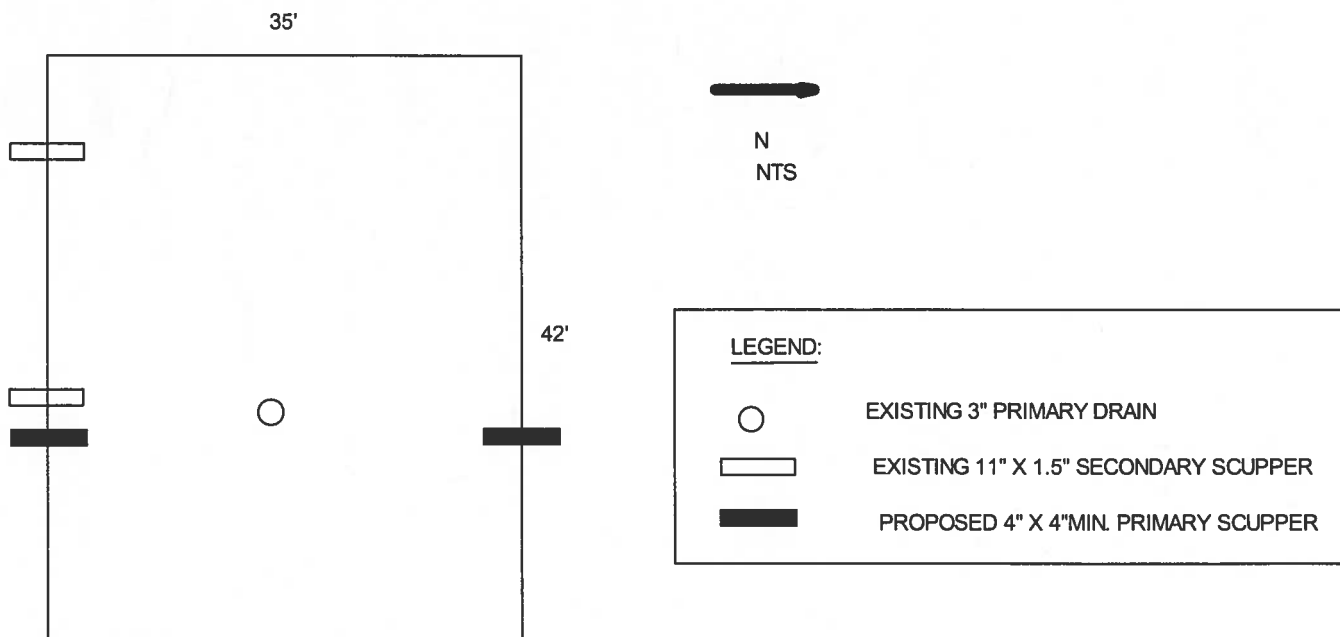 35'
N
NTS
42'
LEGEND:
EXISTING 3" PRIMARY DRAIN
EXISTING 11" X 1.5" SECONDARY SCUPPER
PROPOSED 4" X 4"MIN. PRIMARY SCUPPER